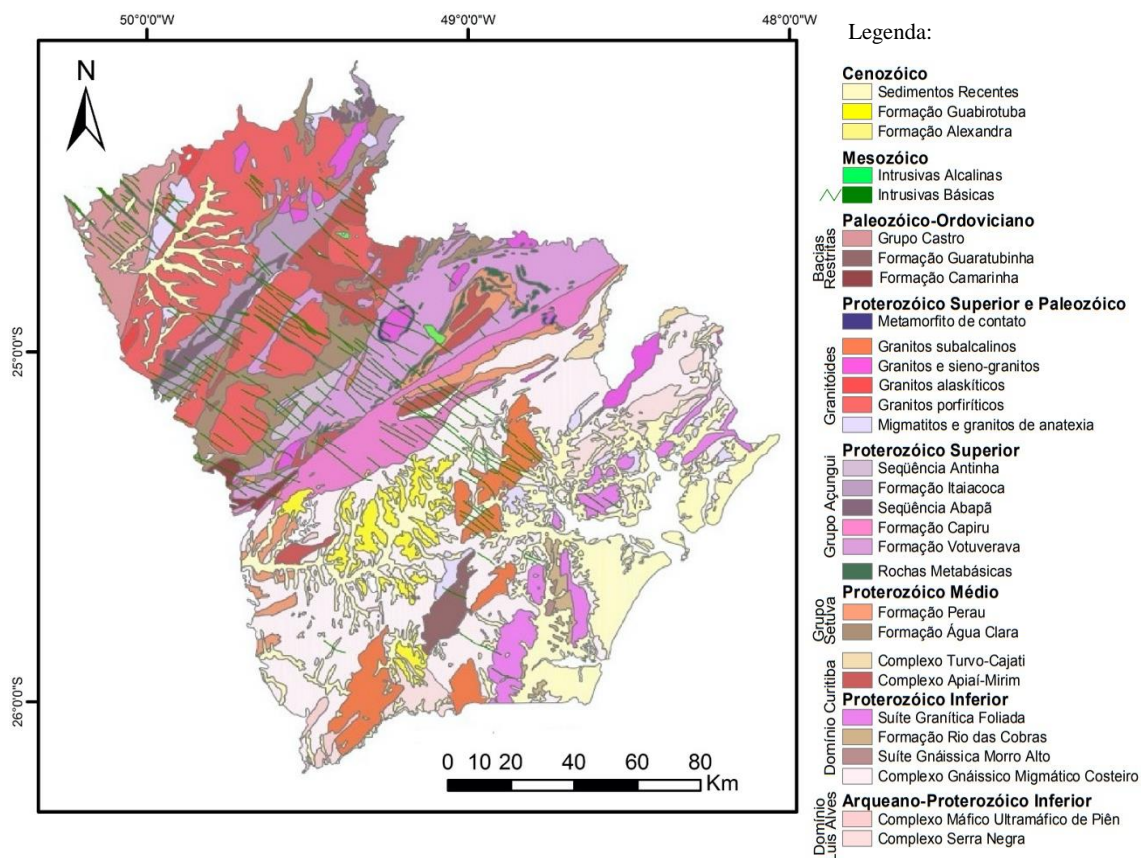 50°0'0"W 49°0'0"W 48°0'0"W
Legenda:
N
25°0'0"S
26°0'0"S
0 10 20 40 60 80
Km
Cenozóico
Sedimentos Recentes
Formação Guabirotuba
Formação Alexandra
Mesozóico
Intrusivas Alcalinas
Intrusivas Básicas
Paleozóico-Ordoviciano
Bacias
Restritas
Grupo Castro
Formação Guaratubinha
Formação Camarinha
Proterozóico Superior e Paleozóico
Metamorfito de contato
Granitóides
Granitos subalcalinos
Granitos e sieno-granitos
Granitos alaskíticos
Granitos porfiríticos
Migmatitos e granitos de anatexia
Proterozóico Superior
Grupo Açungui
Seqüência Antinha
Formação Itaiacoca
Seqüência Abapã
Formação Capiru
Formação Votuverava
Rochas Metabásicas
Proterozóico Médio
Grupo
Setuva
Formação Perau
Formação Água Clara
Domínio Curitiba
Complexo Turvo-Cajati
Complexo Apiaí-Mirim
Proterozóico Inferior
Suíte Granítica Foliada
Formação Rio das Cobras
Suíte Gnáissica Morro Alto
Complexo Gnáissico Migmático Costeiro
Domínio
Luis Alves
Arqueano-Proterozóico Inferior
Complexo Máfico Ultramáfico de Piên
Complexo Serra Negra